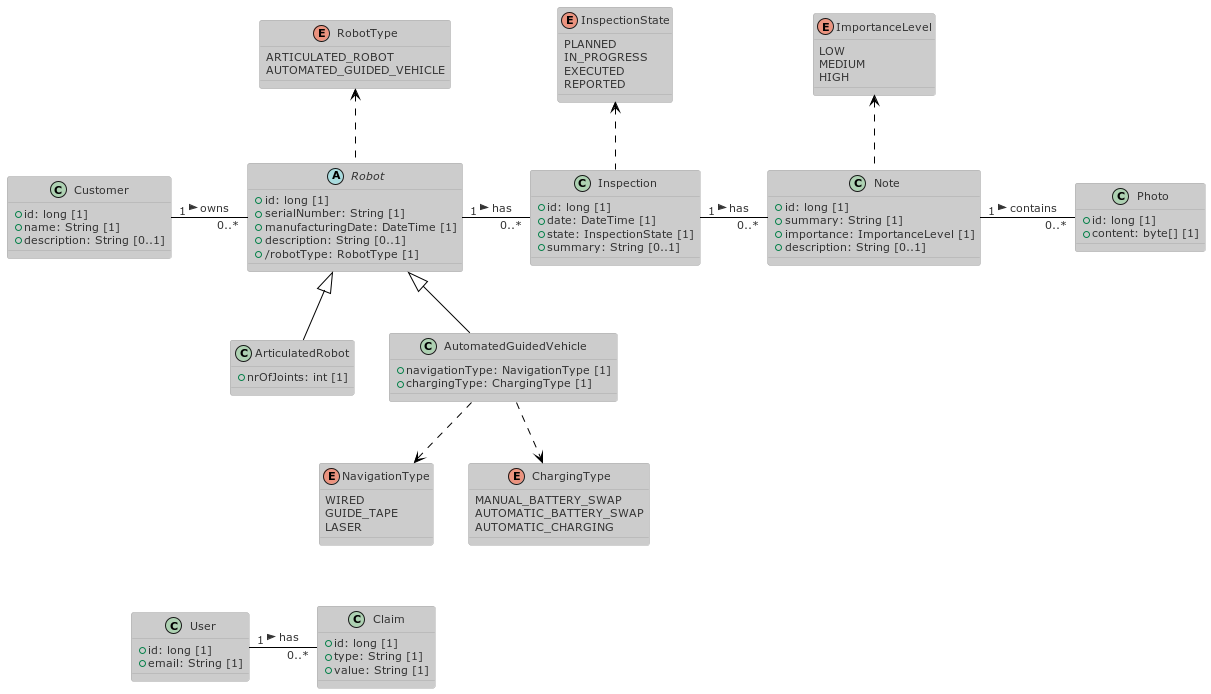 E RobotType
ARTICULATED_ROBOT
AUTOMATED_GUIDED_VEHICLE
E InspectionState
PLANNED
IN_PROGRESS
EXECUTED
REPORTED
E ImportanceLevel
LOW
MEDIUM
HIGH
C Customer
id: long [1]
name: String [1]
description: String [0..1]
1 owns
0..*
A Robot
id: long [1]
serialNumber: String [1]
manufacturingDate: DateTime [1]
description: String [0..1]
/robotType: RobotType [1]
1 has
0..*
C Inspection
id: long [1]
date: DateTime [1]
state: InspectionState [1]
summary: String [0..1]
1 has
0..*
C Note
id: long [1]
summary: String [1]
importance: ImportanceLevel [1]
description: String [0..1]
1 contains
0..*
C Photo
id: long [1]
content: byte[] [1]
C ArticulatedRobot
nrOfJoints: int [1]
C AutomatedGuidedVehicle
navigationType: NavigationType [1]
chargingType: ChargingType [1]
E NavigationType
WIRED
GUIDE_TAPE
LASER
E ChargingType
MANUAL_BATTERY_SWAP
AUTOMATIC_BATTERY_SWAP
AUTOMATIC_CHARGING
C User
id: long [1]
email: String [1]
1 has
0..*
C Claim
id: long [1]
type: String [1]
value: String [1]